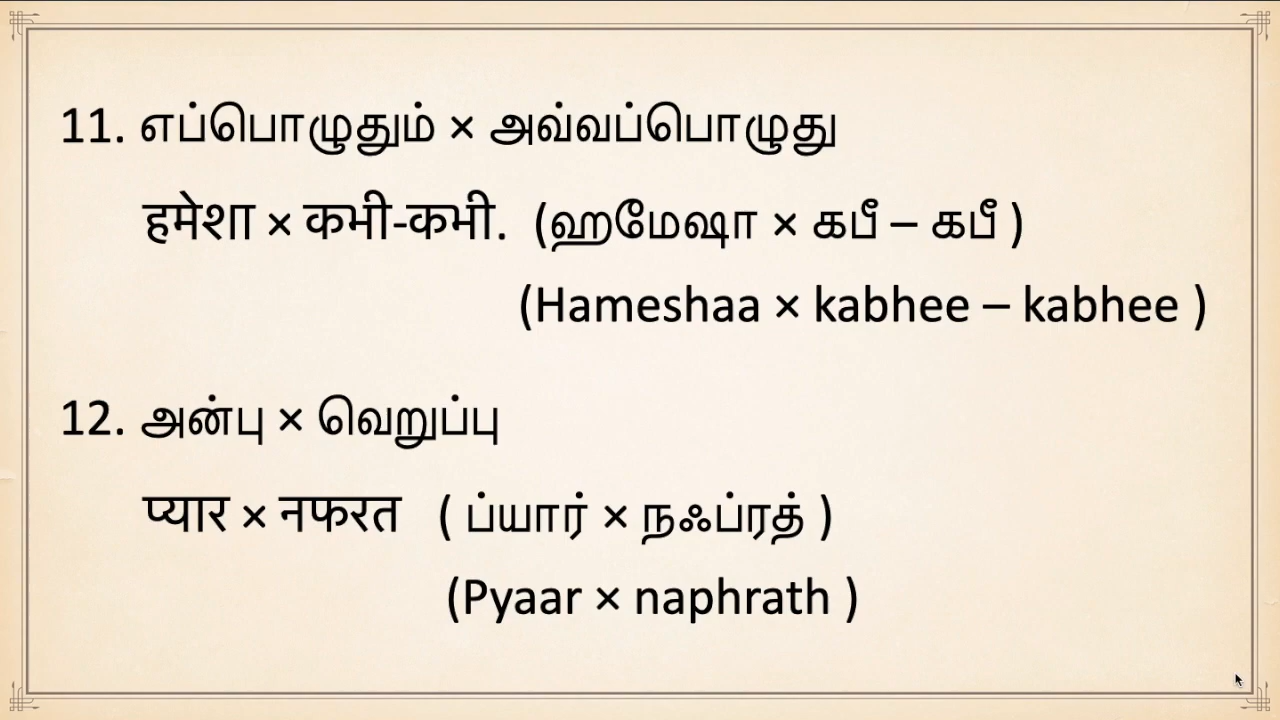 11. எப்பொழுதும் × அவ்வப்பொழுது
हमेशा × कभी-कभी. (ஹமேஷா × கபீ – கபீ )
(Hameshaa × kabhee – kabhee )
12. அன்பு × வெறுப்பு
प्यार × नफरत ( ப்யார் × நஃப்ரத் )
(Pyaar × naphrath )